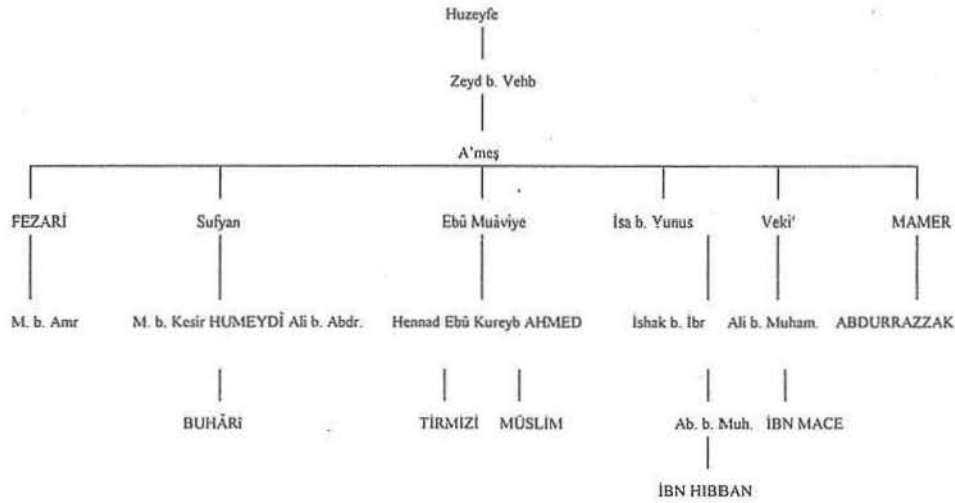 Huzeyfe
Zeyd b. Vehb
A'meş
FEZARİ Sufyan Ebû Muâviye İsa b. Yunus Veki' MAMER
M. b. Amr M. b. Kesir HUMEYDÎ Ali b. Abdr. Hennad Ebû Kureyb AHMED İshak b. İbr Ali b. Muham. ABDURRAZZAK
BUHÂRî TİRMİZİ MÜSLİM Ab. b. Muh. İBN MACE
İBN HIBBAN